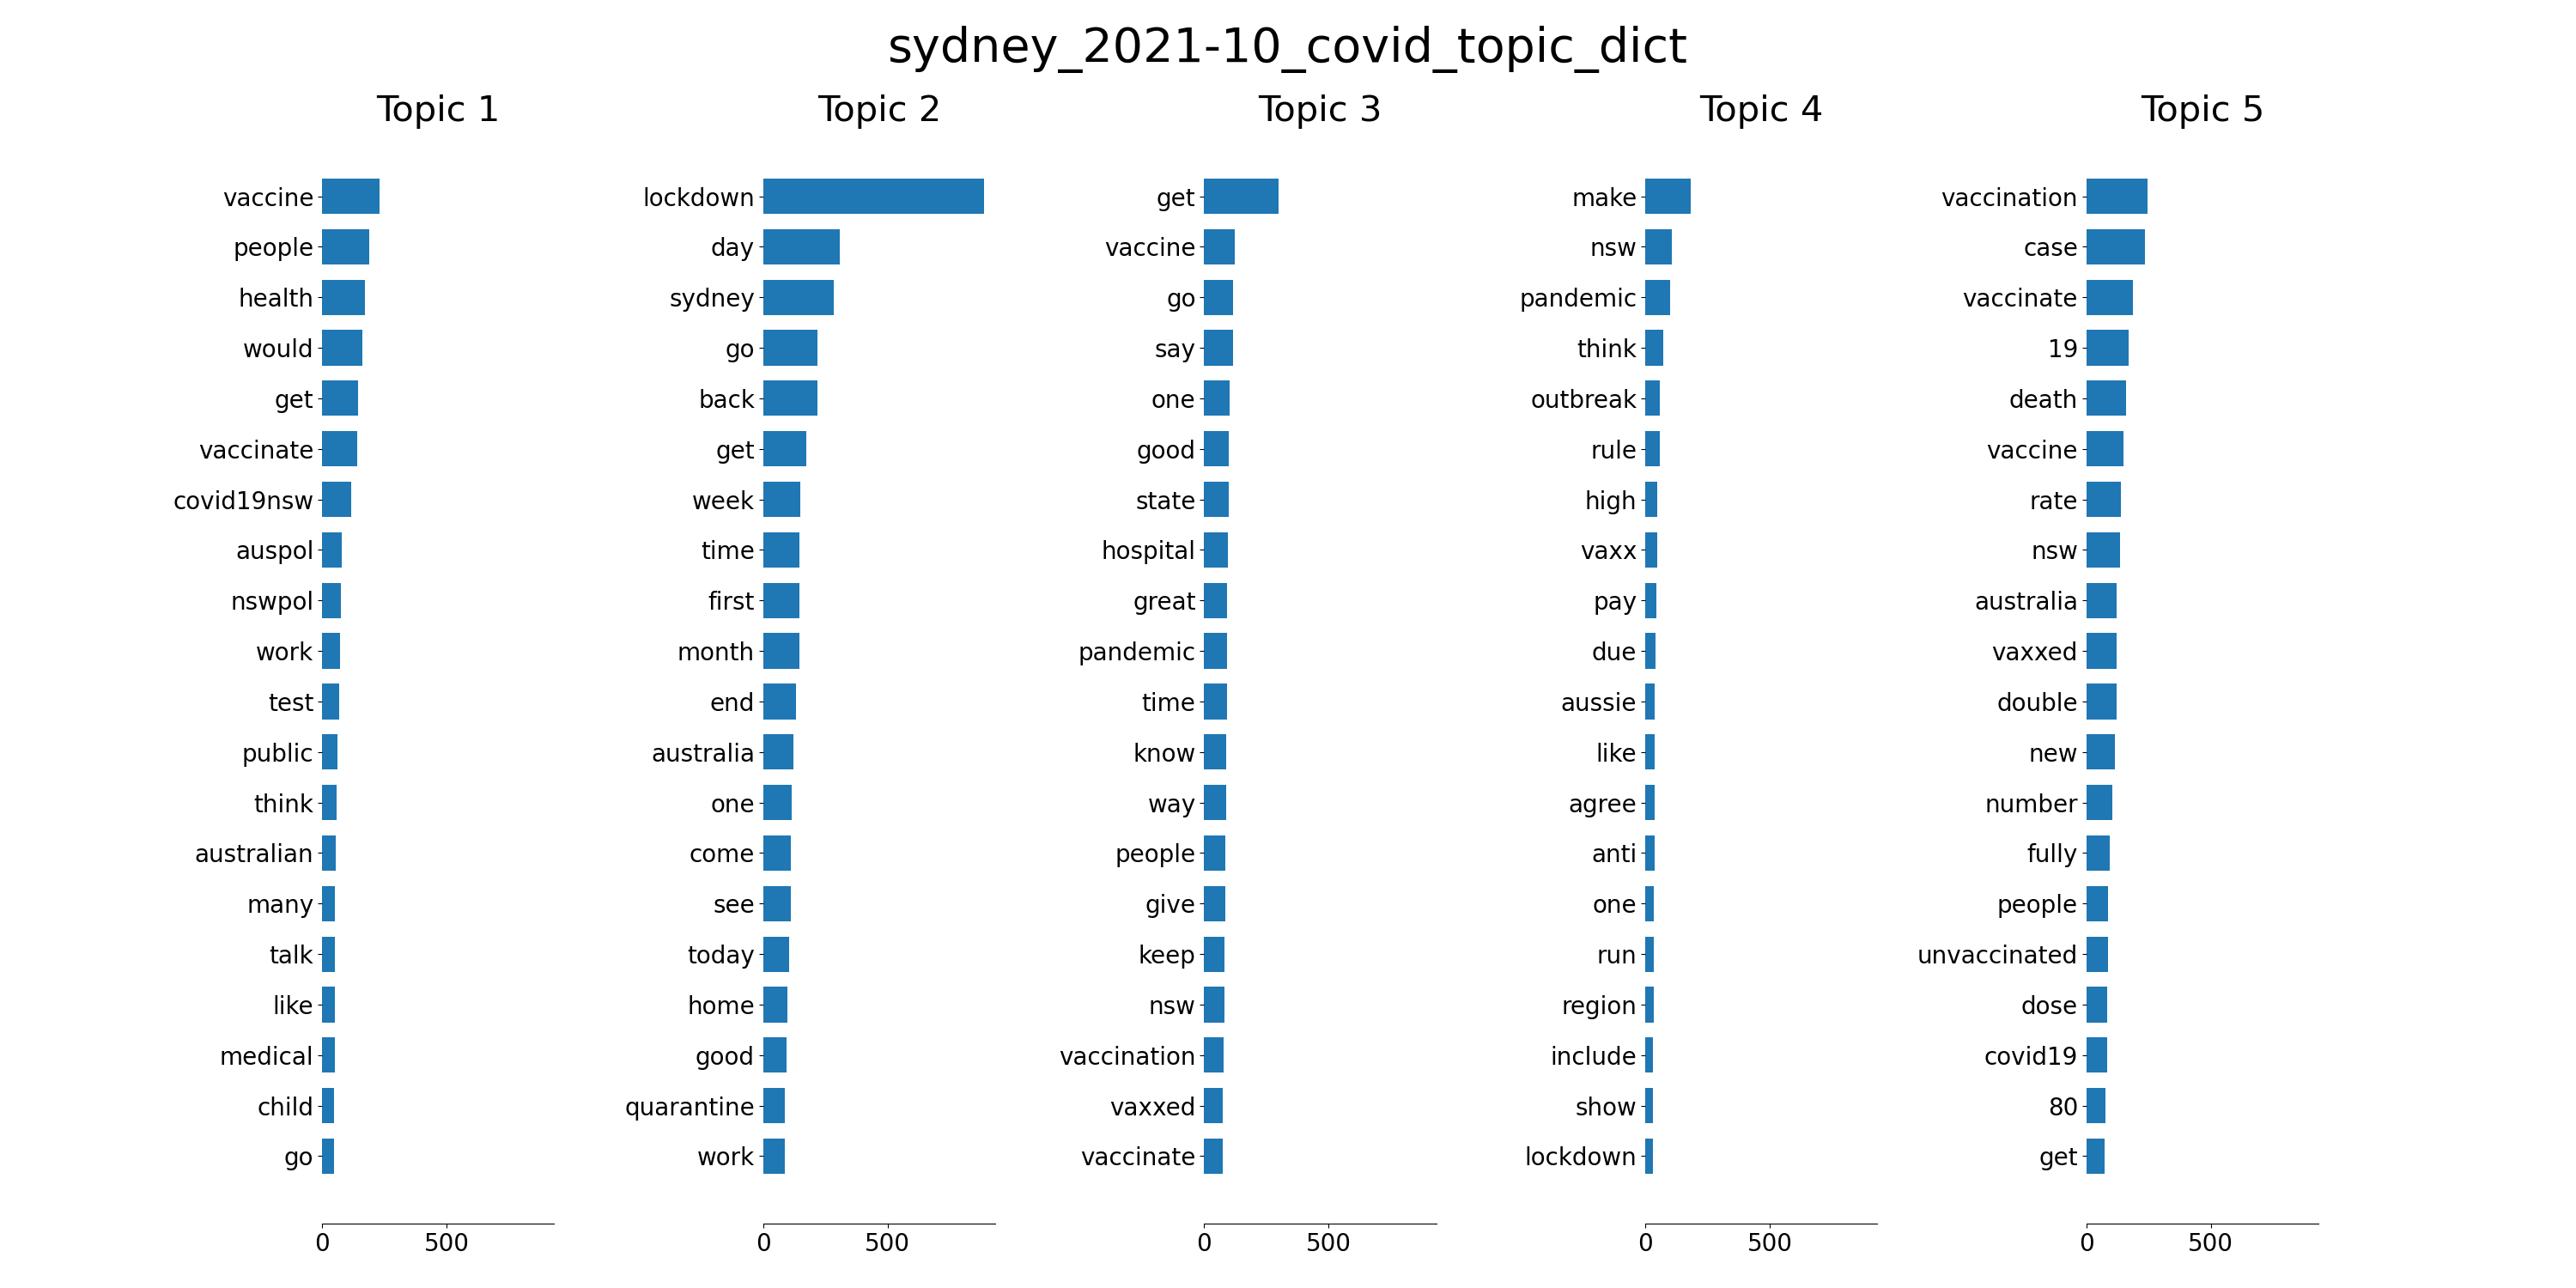 sydney_2021-10_covid_topic_dict
Topic 1
vaccine
people
health
would
get
vaccinate
covid19nsw
auspol
nswpol
work
test
public
think
australian
many
talk
like
medical
child
go
0 500
Topic 2
lockdown
day
sydney
go
back
get
week
time
first
month
end
australia
one
come
see
today
home
good
quarantine
work
0 500
Topic 3
get
vaccine
go
say
one
good
state
hospital
great
pandemic
time
know
way
people
give
keep
nsw
vaccination
vaxxed
vaccinate
0 500
Topic 4
make
nsw
pandemic
think
outbreak
rule
high
vaxx
pay
due
aussie
like
agree
anti
one
run
region
include
show
lockdown
0 500
Topic 5
vaccination
case
vaccinate
19
death
vaccine
rate
nsw
australia
vaxxed
double
new
number
fully
people
unvaccinated
dose
covid19
80
get
0 500